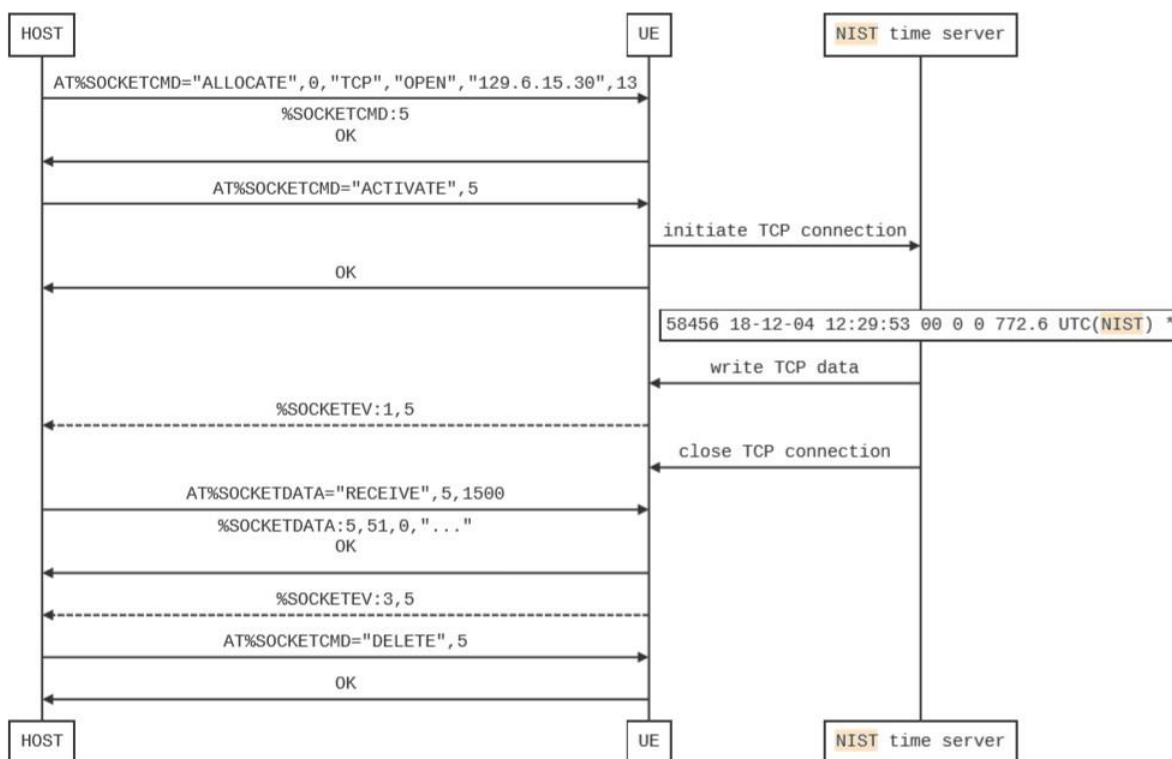 HOST
UE
NIST time server
AT%SOCKETCMD="ALLOCATE",0,"TCP","OPEN","129.6.15.30",13
%SOCKETCMD:5
OK
AT%SOCKETCMD="ACTIVATE",5
initiate TCP connection
OK
58456 18-12-04 12:29:53 00 0 0 772.6 UTC(NIST) *
write TCP data
%SOCKETEV:1,5
close TCP connection
AT%SOCKETDATA="RECEIVE",5,1500
%SOCKETDATA:5,51,0,"..."
OK
%SOCKETEV:3,5
AT%SOCKETCMD="DELETE",5
OK
HOST
UE
NIST time server